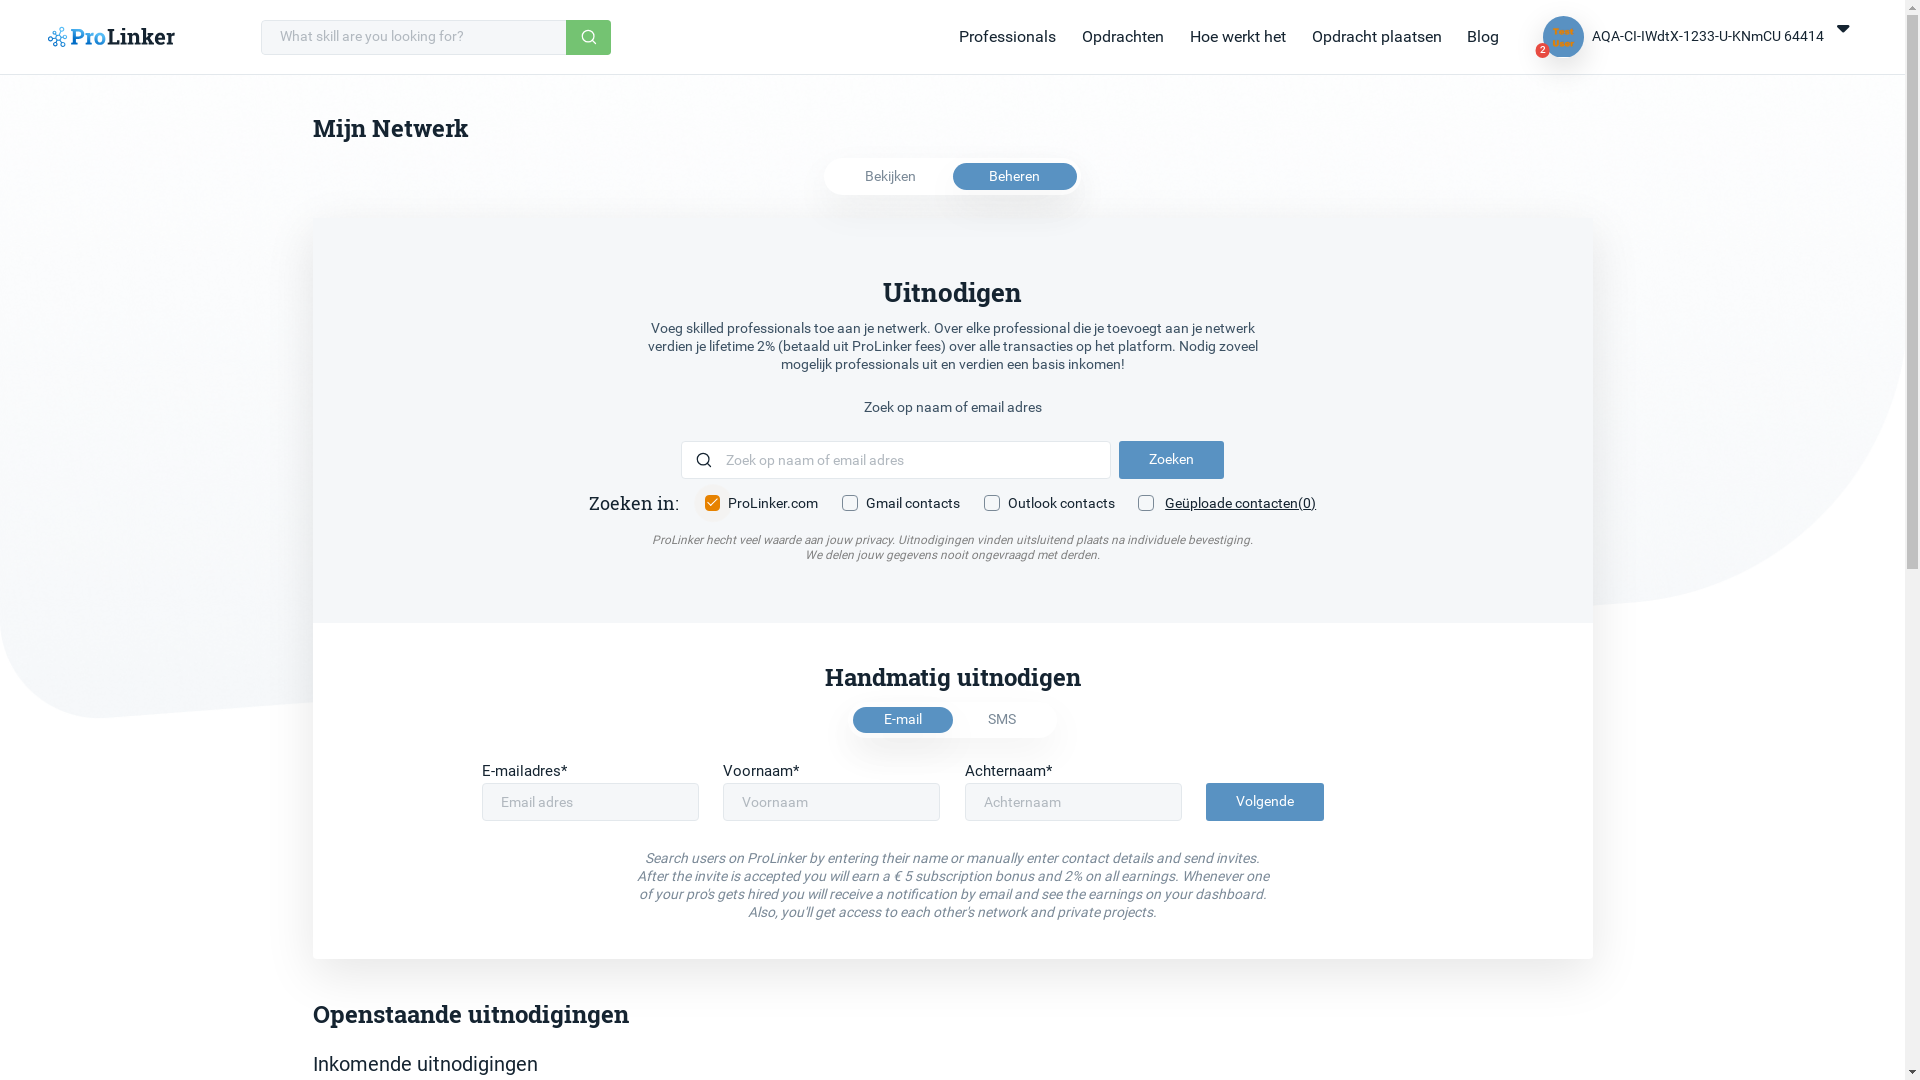 ProLinker
What skill are you looking for?
Professionals
Opdrachten
Hoe werkt het
Opdracht plaatsen
Blog
Test
User
2
AQA-CI-IWdtX-1233-U-KNmCU 64414
Mijn Netwerk
Bekijken
Beheren
Uitnodigen
Voeg skilled professionals toe aan je netwerk. Over elke professional die je toevoegt aan je netwerk
verdien je lifetime 2% (betaald uit ProLinker fees) over alle transacties op het platform. Nodig zoveel
mogelijk professionals uit en verdien een basis inkomen!
Zoek op naam of email adres
Zoek op naam of email adres
Zoeken
Zoeken in:
ProLinker.com
Gmail contacts
Outlook contacts
Geüploade contacten(0)
ProLinker hecht veel waarde aan jouw privacy. Uitnodigingen vinden uitsluitend plaats na individuele bevestiging.
We delen jouw gegevens nooit ongevraagd met derden.
Handmatig uitnodigen
E-mail
SMS
E-mailadres*
Voornaam*
Achternaam*
Email adres
Voornaam
Achternaam
Volgende
Search users on ProLinker by entering their name or manually enter contact details and send invites.
After the invite is accepted you will earn a € 5 subscription bonus and 2% on all earnings. Whenever one
of your pro's gets hired you will receive a notification by email and see the earnings on your dashboard.
Also, you'll get access to each other's network and private projects.
Openstaande uitnodigingen
Inkomende uitnodigingen